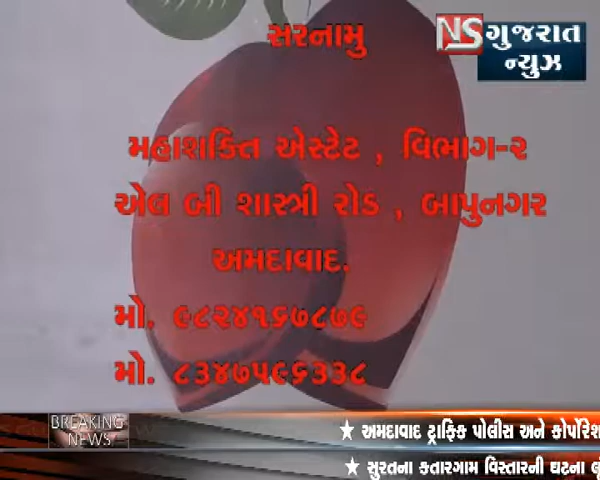 સરનામુ
NS ગુજરાત
ન્યુઝ
મહાશકિત એસ્ટેટ , વિભાગ-૨
એલ બી શાસ્ત્રી રોડ , બાપુનગર
અમદાવાદ.
મો. ૯૮૨૪૧૬૭૮૭૯
મો. ૮૩૪૭૫૯૬૩૩૮
BREAKING
NEWS
★ અમદાવાદ ટ્રાફિક પોલીસ અને
★ સુરતના કતારગામ વિસ્તારની ઘટના